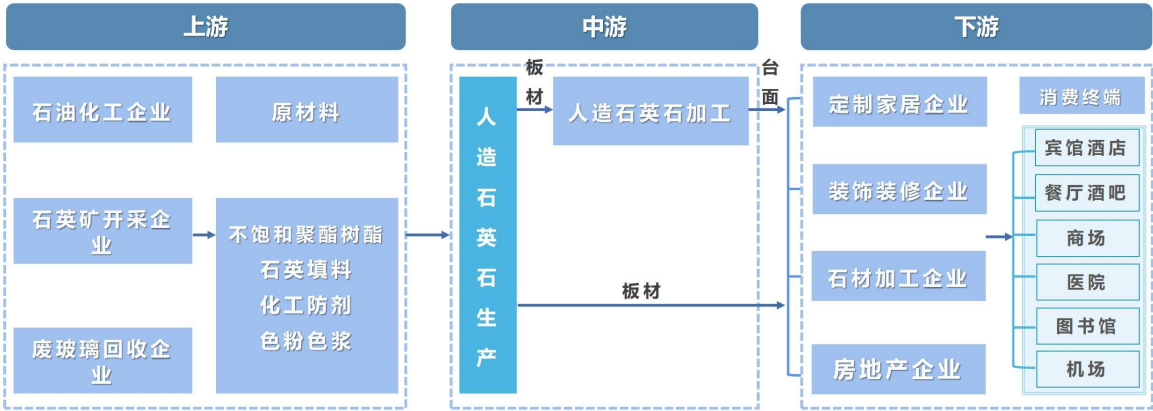 上游
中游
下游
石油化工企业
原材料
石英矿开采企
业
不饱和聚酯树酯
石英填料
化工防剂
色粉色浆
废玻璃回收企
业
人
造
石
英
石
生
产
板
材
人造石英石加工
台
面
板材
定制家居企业
装饰装修企业
石材加工企业
房地产企业
消费终端
宾馆酒店
餐厅酒吧
商场
医院
图书馆
机场